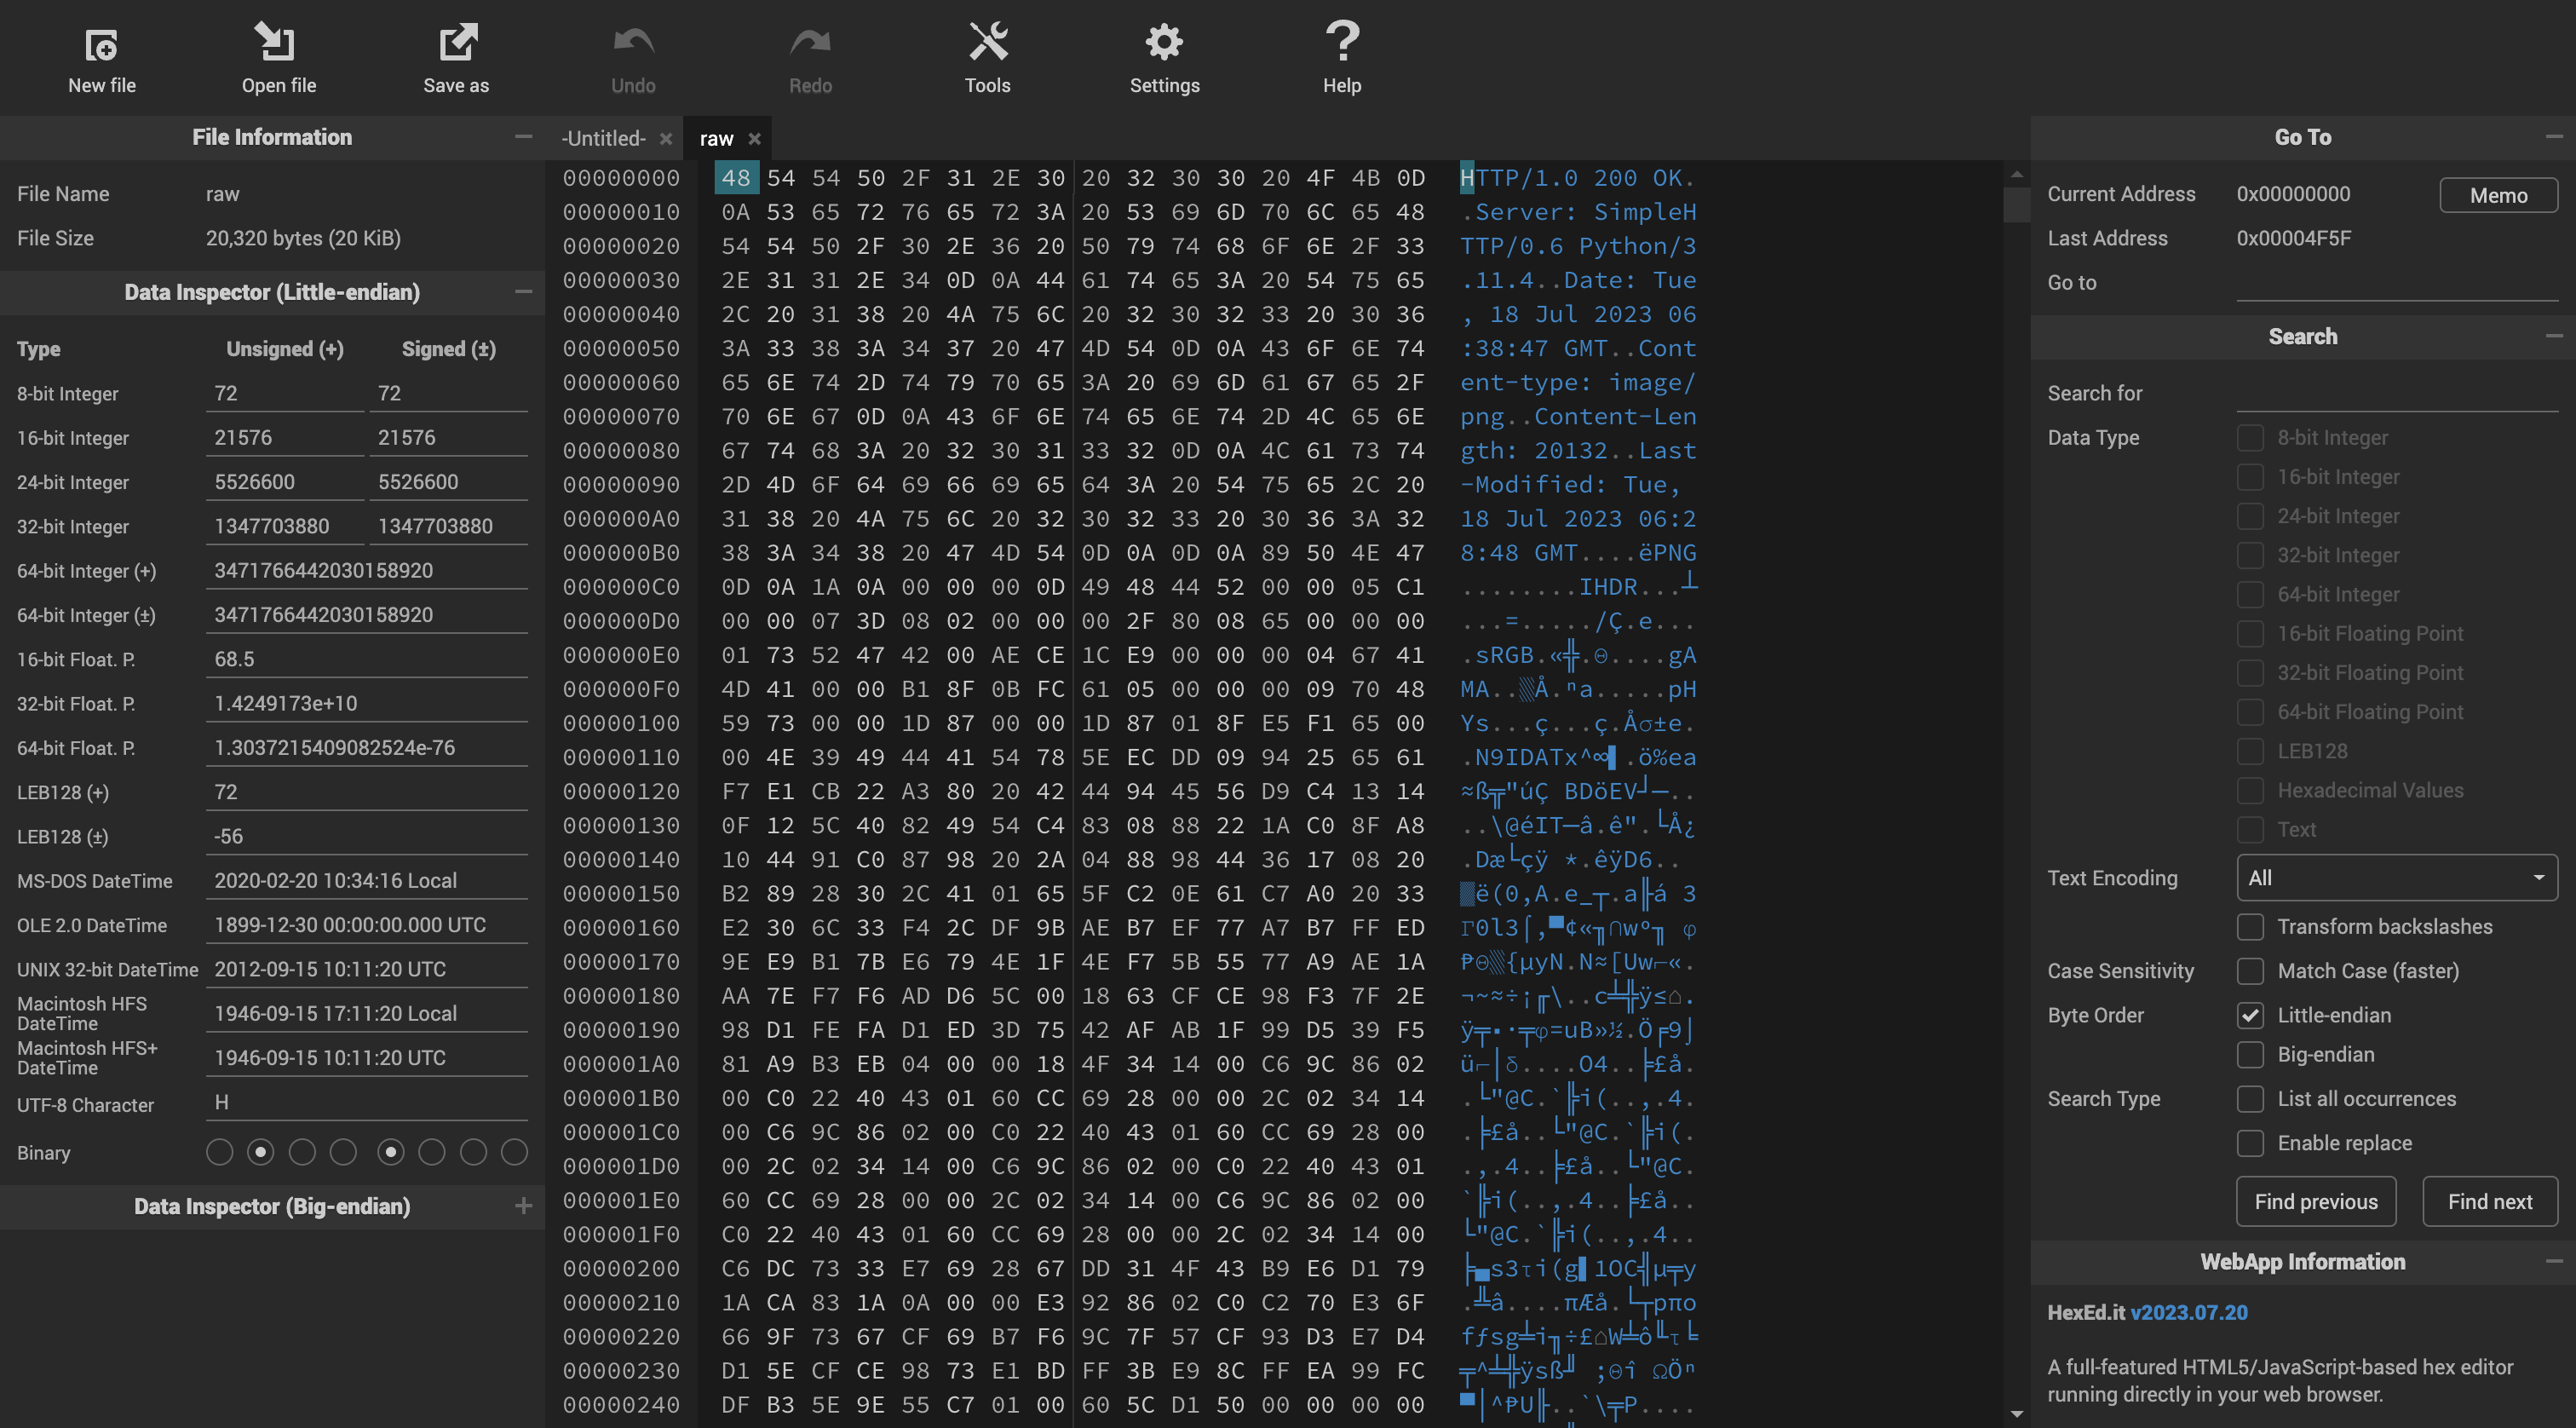 New file
Open file
Save as
Undo
Redo
Tools
Settings
Help
File Information
File Name raw
File Size 20,320 bytes (20 KiB)
Data Inspector (Little-endian)
Type Unsigned (+) Signed (±)
8-bit Integer 72 72
16-bit Integer 21576 21576
24-bit Integer 5526600 5526600
32-bit Integer 1347703880 1347703880
64-bit Integer (+) 3471766442030158920
64-bit Integer (±) 3471766442030158920
16-bit Float. P. 68.5
32-bit Float. P. 1.4249173e+10
64-bit Float. P. 1.3037215409082524e-76
LEB128 (+) 72
LEB128 (±) -56
MS-DOS DateTime 2020-02-20 10:34:16 Local
OLE 2.0 DateTime 1899-12-30 00:00:00.000 UTC
UNIX 32-bit DateTime 2012-09-15 10:11:20 UTC
Macintosh HFS DateTime 1946-09-15 17:11:20 Local
Macintosh HFS+ DateTime 1946-09-15 10:11:20 UTC
UTF-8 Character H
Binary
Data Inspector (Big-endian)
-Untitled-
raw
00000000 48 54 54 50 2F 31 2E 30 20 32 30 30 20 4F 4B 0D HTTP/1.0 200 OK.
00000010 0A 53 65 72 76 65 72 3A 20 53 69 6D 70 6C 65 48 .Server: SimpleH
00000020 54 54 50 2F 30 2E 36 20 50 79 74 68 6F 6E 2F 33 TTP/0.6 Python/3
00000030 2E 31 31 2E 34 0D 0A 44 61 74 65 3A 20 54 75 65 .11.4..Date: Tue
00000040 2C 20 31 38 20 4A 75 6C 20 32 30 32 33 20 30 36 , 18 Jul 2023 06
00000050 3A 33 38 3A 34 37 20 47 4D 54 0D 0A 43 6F 6E 74 :38:47 GMT..Cont
00000060 65 6E 74 2D 74 79 70 65 3A 20 69 6D 61 67 65 2F ent-type: image/
00000070 70 6E 67 0D 0A 43 6F 6E 74 65 6E 74 2D 4C 65 6E png..Content-Len
00000080 67 74 68 3A 20 32 30 31 33 32 0D 0A 4C 61 73 74 gth: 20132..Last
00000090 2D 4D 6F 64 69 66 69 65 64 3A 20 54 75 65 2C 20 -Modified: Tue,
000000A0 31 38 20 4A 75 6C 20 32 30 32 33 20 30 36 3A 32 18 Jul 2023 06:2
000000B0 38 3A 34 38 20 47 4D 54 0D 0A 0D 0A 89 50 4E 47 8:48 GMT....ëPNG
000000C0 0D 0A 1A 0A 00 00 00 0D 49 48 44 52 00 00 05 C1 ........IHDR...┴
000000D0 00 00 07 3D 08 02 00 00 00 2F 80 08 65 00 00 00 ...=...../Ç.e...
000000E0 01 73 52 47 42 00 AE CE 1C E9 00 00 00 04 67 41 .sRGB.«╬.Θ....gA
000000F0 4D 41 00 00 B1 8F 0B FC 61 05 00 00 00 09 70 48 MA..▒Å.ⁿa.....pH
00000100 59 73 00 00 1D 87 00 00 1D 87 01 8F E5 F1 65 00 Ys...ç...ç.Åσ±e.
00000110 00 4E 39 49 44 41 54 78 5E EC DD 09 94 25 65 61 .N9IDATx^∞▌.ö%ea
00000120 F7 E1 CB 22 A3 80 20 42 44 94 45 56 D9 C4 13 14 ≈ß╦"úÇ BDöEV┘─..
00000130 0F 12 5C 40 82 49 54 C4 83 08 88 22 1A C0 8F A8 ..\@éIT─â.ê".└Å¿
00000140 10 44 91 C0 87 98 20 2A 04 88 98 44 36 17 08 20 .Dæ└çÿ *.êÿD6..
00000150 B2 89 28 30 2C 41 01 65 5F C2 0E 61 C7 A0 20 33 ▓ë(0,A.e_┬.a╟á 3
00000160 E2 30 6C 33 F4 2C DF 9B AE B7 EF 77 A7 B7 FF ED Γ0l3⌠,▀¢«╖∩wº╖ φ
00000170 9E E9 B1 7B E6 79 4E 1F 4E F7 5B 55 77 A9 AE 1A ₧Θ▒{µyN.N≈[Uw⌐«.
00000180 AA 7E F7 F6 AD D6 5C 00 18 63 CF CE 98 F3 7F 2E ¬~≈÷¡╓\..c╧╬ÿ≤⌂.
00000190 98 D1 FE FA D1 ED 3D 75 42 AF AB 1F 99 D5 39 F5 ÿ╤■·╤φ=uB»½.Ö╒9⌡
000001A0 81 A9 B3 EB 04 00 00 18 4F 34 14 00 C6 9C 86 02 ü⌐│δ....O4..╞£å.
000001B0 00 C0 22 40 43 01 60 CC 69 28 00 00 2C 02 34 14 .└"@C.`╠i(..,.4.
000001C0 00 C6 9C 86 02 00 C0 22 40 43 01 60 CC 69 28 00 .╞£å..└"@C.`╠i(.
000001D0 00 2C 02 34 14 00 C6 9C 86 02 00 C0 22 40 43 01 .,.4..╞£å..└"@C.
000001E0 60 CC 69 28 00 00 2C 02 34 14 00 C6 9C 86 02 00 `╠i(..,.4..╞£å..
000001F0 C0 22 40 43 01 60 CC 69 28 00 00 2C 02 34 14 00 └"@C.`╠i(..,.4..
00000200 C6 DC 73 33 E7 69 28 67 DD 31 4F 43 B9 E6 D1 79 ╞▄s3τi(g▌1OC╣µ╤y
00000210 1A CA 83 1A 0A 00 00 E3 92 86 02 C0 C2 70 E3 6F .╩â....πÆå.└┬pπo
00000220 66 9F 73 67 CF 69 B7 F6 9C 7F 57 CF 93 D3 E7 D4 fƒsg╧i╖÷£⌂W╧ô╙τ╘
00000230 D1 5E CF CE 98 73 E1 BD FF 3B E9 8C FF EA 99 FC ╤^╧╬ÿsß╜ ;Θî ΩÖⁿ
00000240 DF B3 5E 9E 55 C7 01 00 60 5C D1 50 00 00 00 00 ▀│^₧U╟..`\╤P....
Go To
Current Address 0x00000000 Memo
Last Address 0x00004F5F
Go to
Search
Search for
Data Type 8-bit Integer
16-bit Integer
24-bit Integer
32-bit Integer
64-bit Integer
16-bit Floating Point
32-bit Floating Point
64-bit Floating Point
LEB128
Hexadecimal Values
Text
Text Encoding All
Transform backslashes
Case Sensitivity Match Case (faster)
Byte Order Little-endian
Big-endian
Search Type List all occurrences
Enable replace
Find previous Find next
WebApp Information
HexEd.it v2023.07.20
A full-featured HTML5/JavaScript-based hex editor
running directly in your web browser.